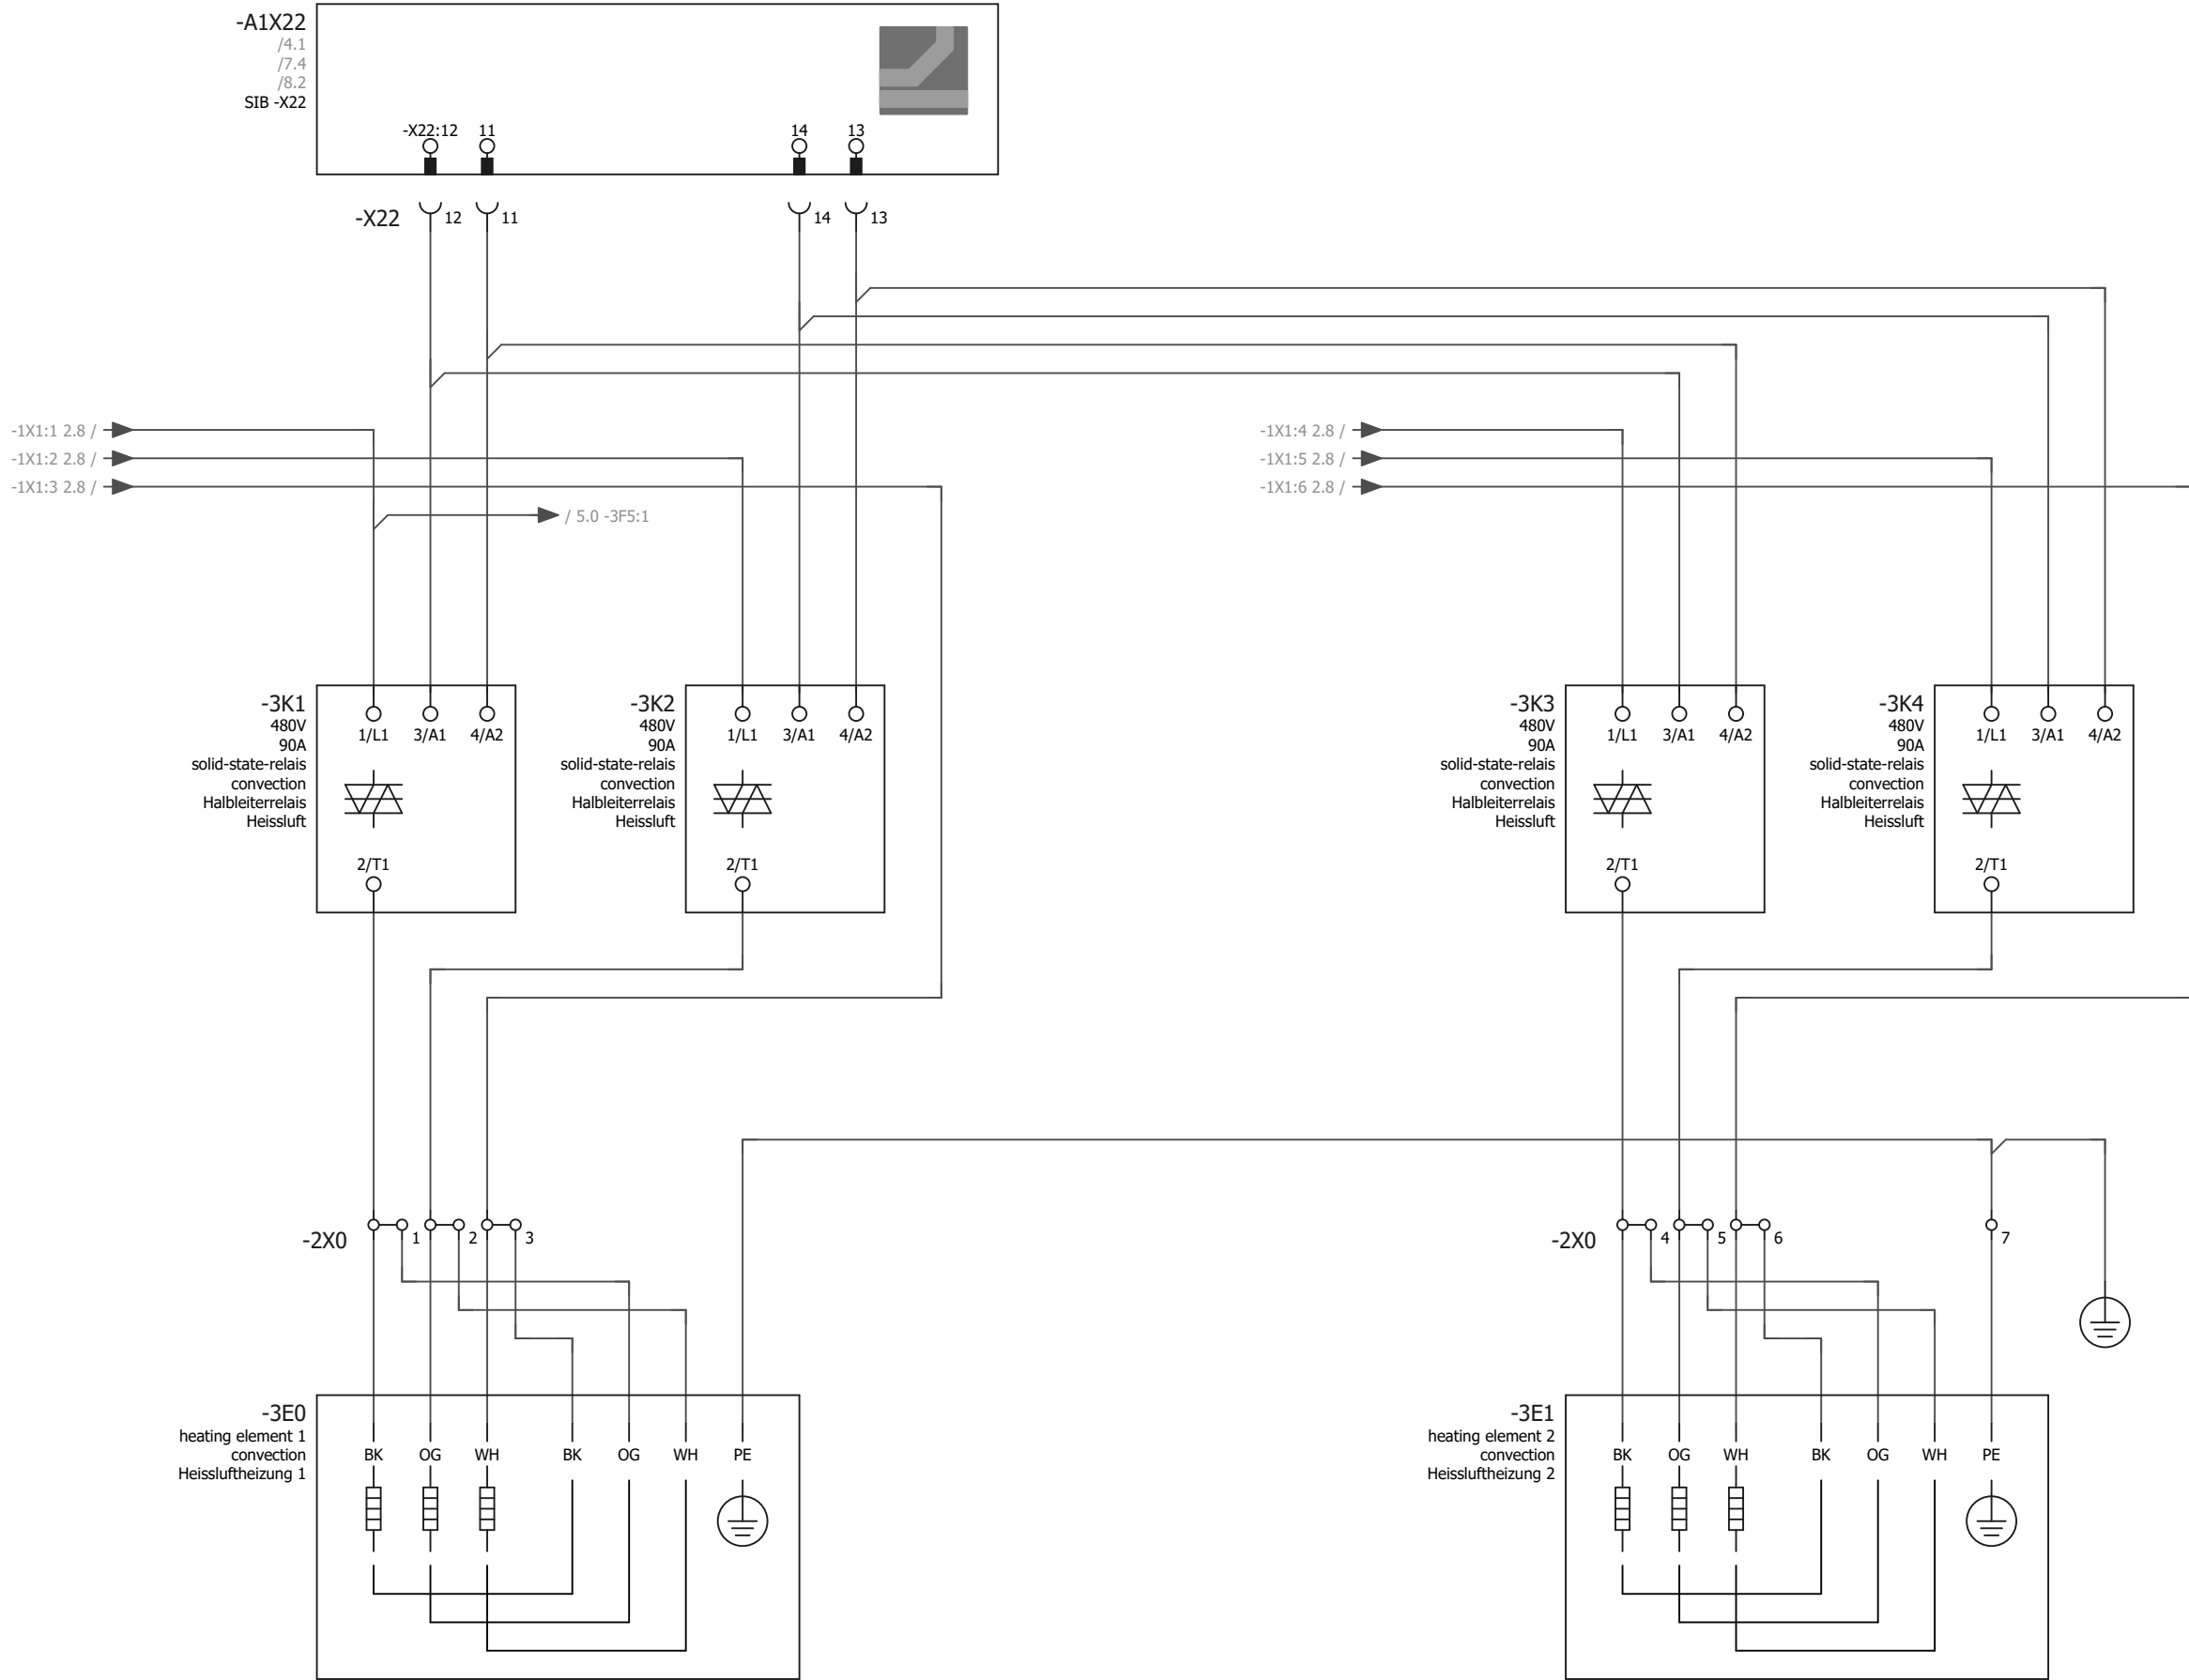 -A1X22
/4.1
/7.4
/8.2
SIB -X22
-X22:12 11 14 13
-X22 12 11 14 13
-1X1:1 2.8 /
-1X1:2 2.8 /
-1X1:3 2.8 /
/ 5.0 -3F5:1
-1X1:4 2.8 /
-1X1:5 2.8 /
-1X1:6 2.8 /
-3K1
480V
90A
solid-state-relais
convection
Halbleiterrelais
Heissluft
1/L1 3/A1 4/A2
2/T1
-3K2
480V
90A
solid-state-relais
convection
Halbleiterrelais
Heissluft
1/L1 3/A1 4/A2
2/T1
-3K3
480V
90A
solid-state-relais
convection
Halbleiterrelais
Heissluft
1/L1 3/A1 4/A2
2/T1
-3K4
480V
90A
solid-state-relais
convection
Halbleiterrelais
Heissluft
1/L1 3/A1 4/A2
2/T1
-2X0 1 2 3
-2X0 4 5 6 7
-3E0
heating element 1
convection
Heissluftheizung 1
BK OG WH BK OG WH PE
-3E1
heating element 2
convection
Heissluftheizung 2
BK OG WH BK OG WH PE